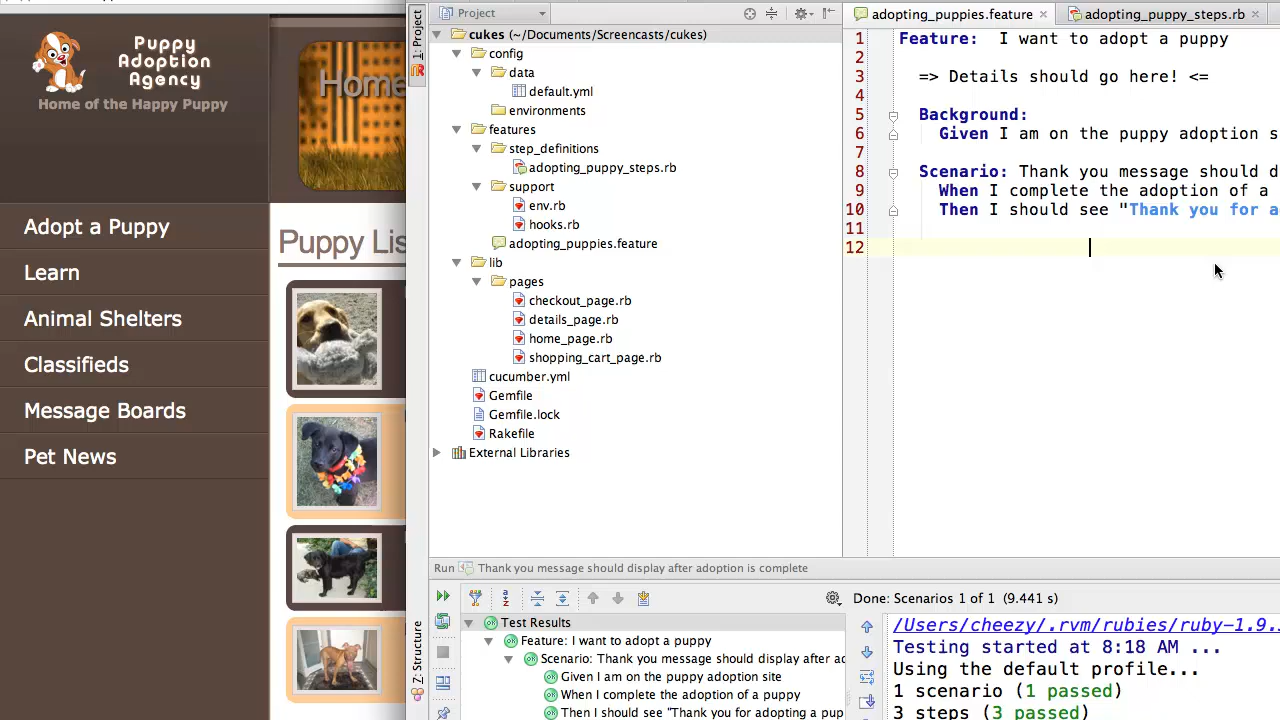 Puppy
Adoption
Agency
Home of the Happy Puppy
Home
Adopt a Puppy
Learn
Animal Shelters
Classifieds
Message Boards
Pet News
Puppy Lis
1: Project
Z: Structure
Project
cukes (~/Documents/Screencasts/cukes)
config
data
default.yml
environments
features
step_definitions
adopting_puppy_steps.rb
support
env.rb
hooks.rb
adopting_puppies.feature
lib
pages
checkout_page.rb
details_page.rb
home_page.rb
shopping_cart_page.rb
cucumber.yml
Gemfile
Gemfile.lock
Rakefile
External Libraries
adopting_puppies.feature
adopting_puppy_steps.rb
1 Feature: I want to adopt a puppy
2
3 => Details should go here! <=
4
5 Background:
6 Given I am on the puppy adoption s
7
8 Scenario: Thank you message should d
9 When I complete the adoption of a
10 Then I should see "Thank you for a
11
12
Run Thank you message should display after adoption is complete
Done: Scenarios 1 of 1 (9.441 s)
Test Results
Feature: I want to adopt a puppy
Scenario: Thank you message should display after ad
Given I am on the puppy adoption site
When I complete the adoption of a puppy
Then I should see "Thank you for adopting a pup
/Users/cheezy/.rvm/rubies/ruby-1.9.
Testing started at 8:18 AM ...
Using the default profile...
1 scenario (1 passed)
3 steps (3 passed)